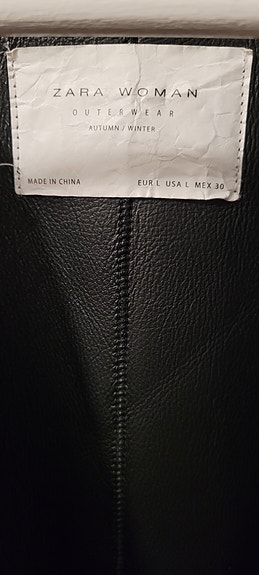 ZARA WOMAN
OUTERWEAR
AUTUMN / WINTER
MADE IN CHINA EUR L USA L MEX 30